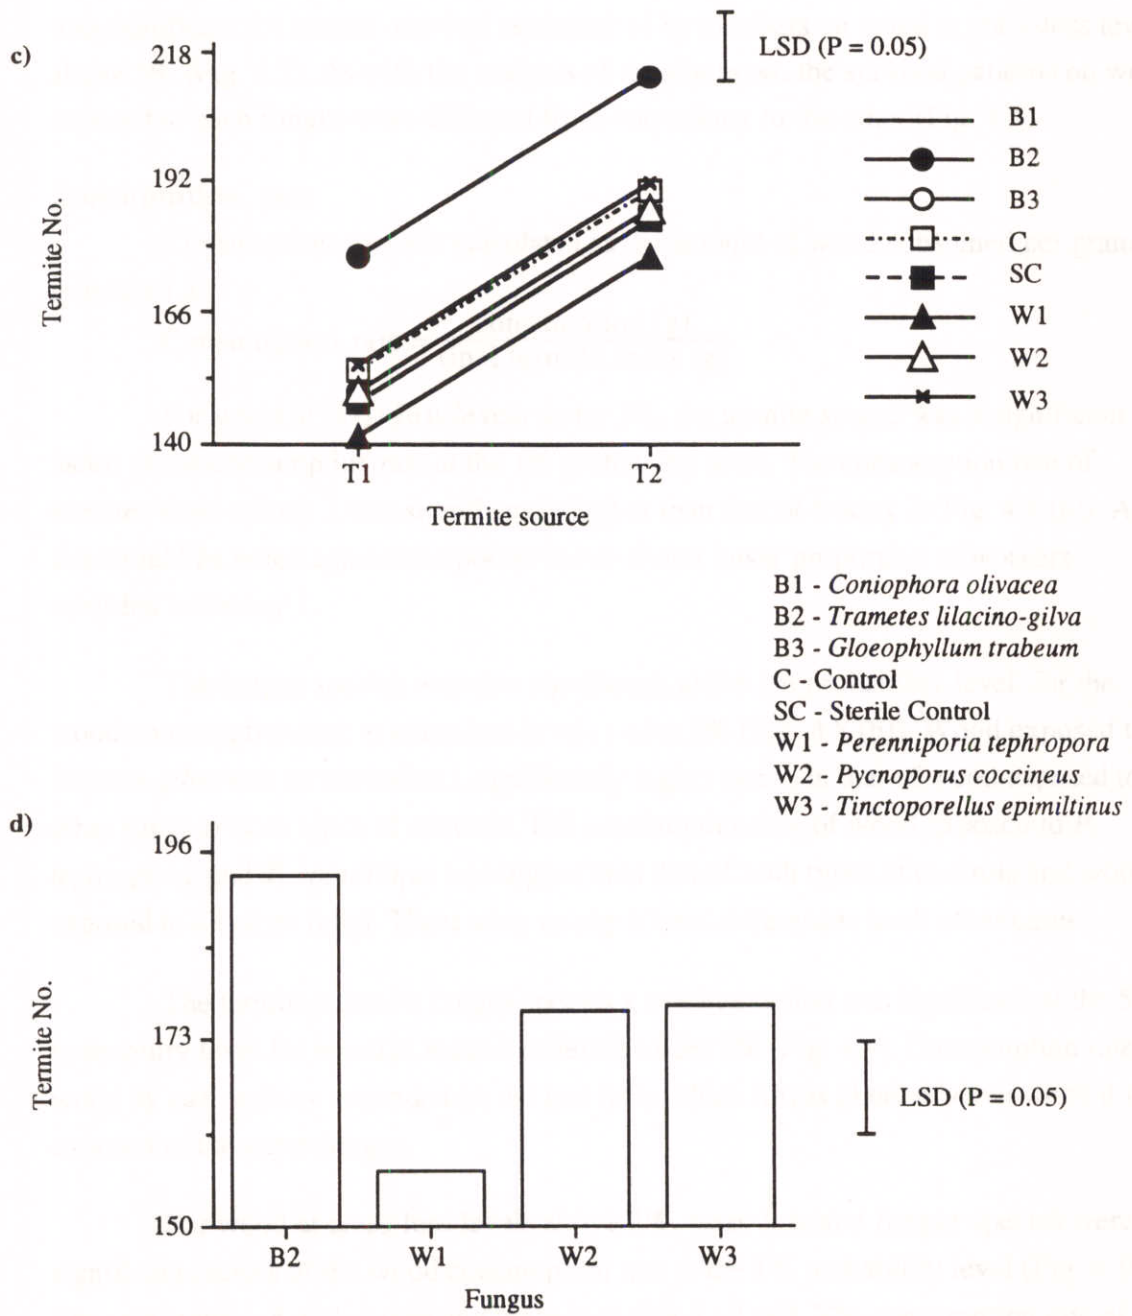 c)
218
192
166
140
Termite No.
T1
T2
Termite source
LSD (P = 0.05)
B1
B2
B3
C
SC
W1
W2
W3
B1 - Coniophora olivacea
B2 - Trametes lilacino-gilva
B3 - Gloeophyllum trabeum
C - Control
SC - Sterile Control
W1 - Perenniporia tephropora
W2 - Pycnoporus coccineus
W3 - Tinctoporellus epimiltinus
d)
196
173
150
Termite No.
B2
W1
W2
W3
Fungus
LSD (P = 0.05)